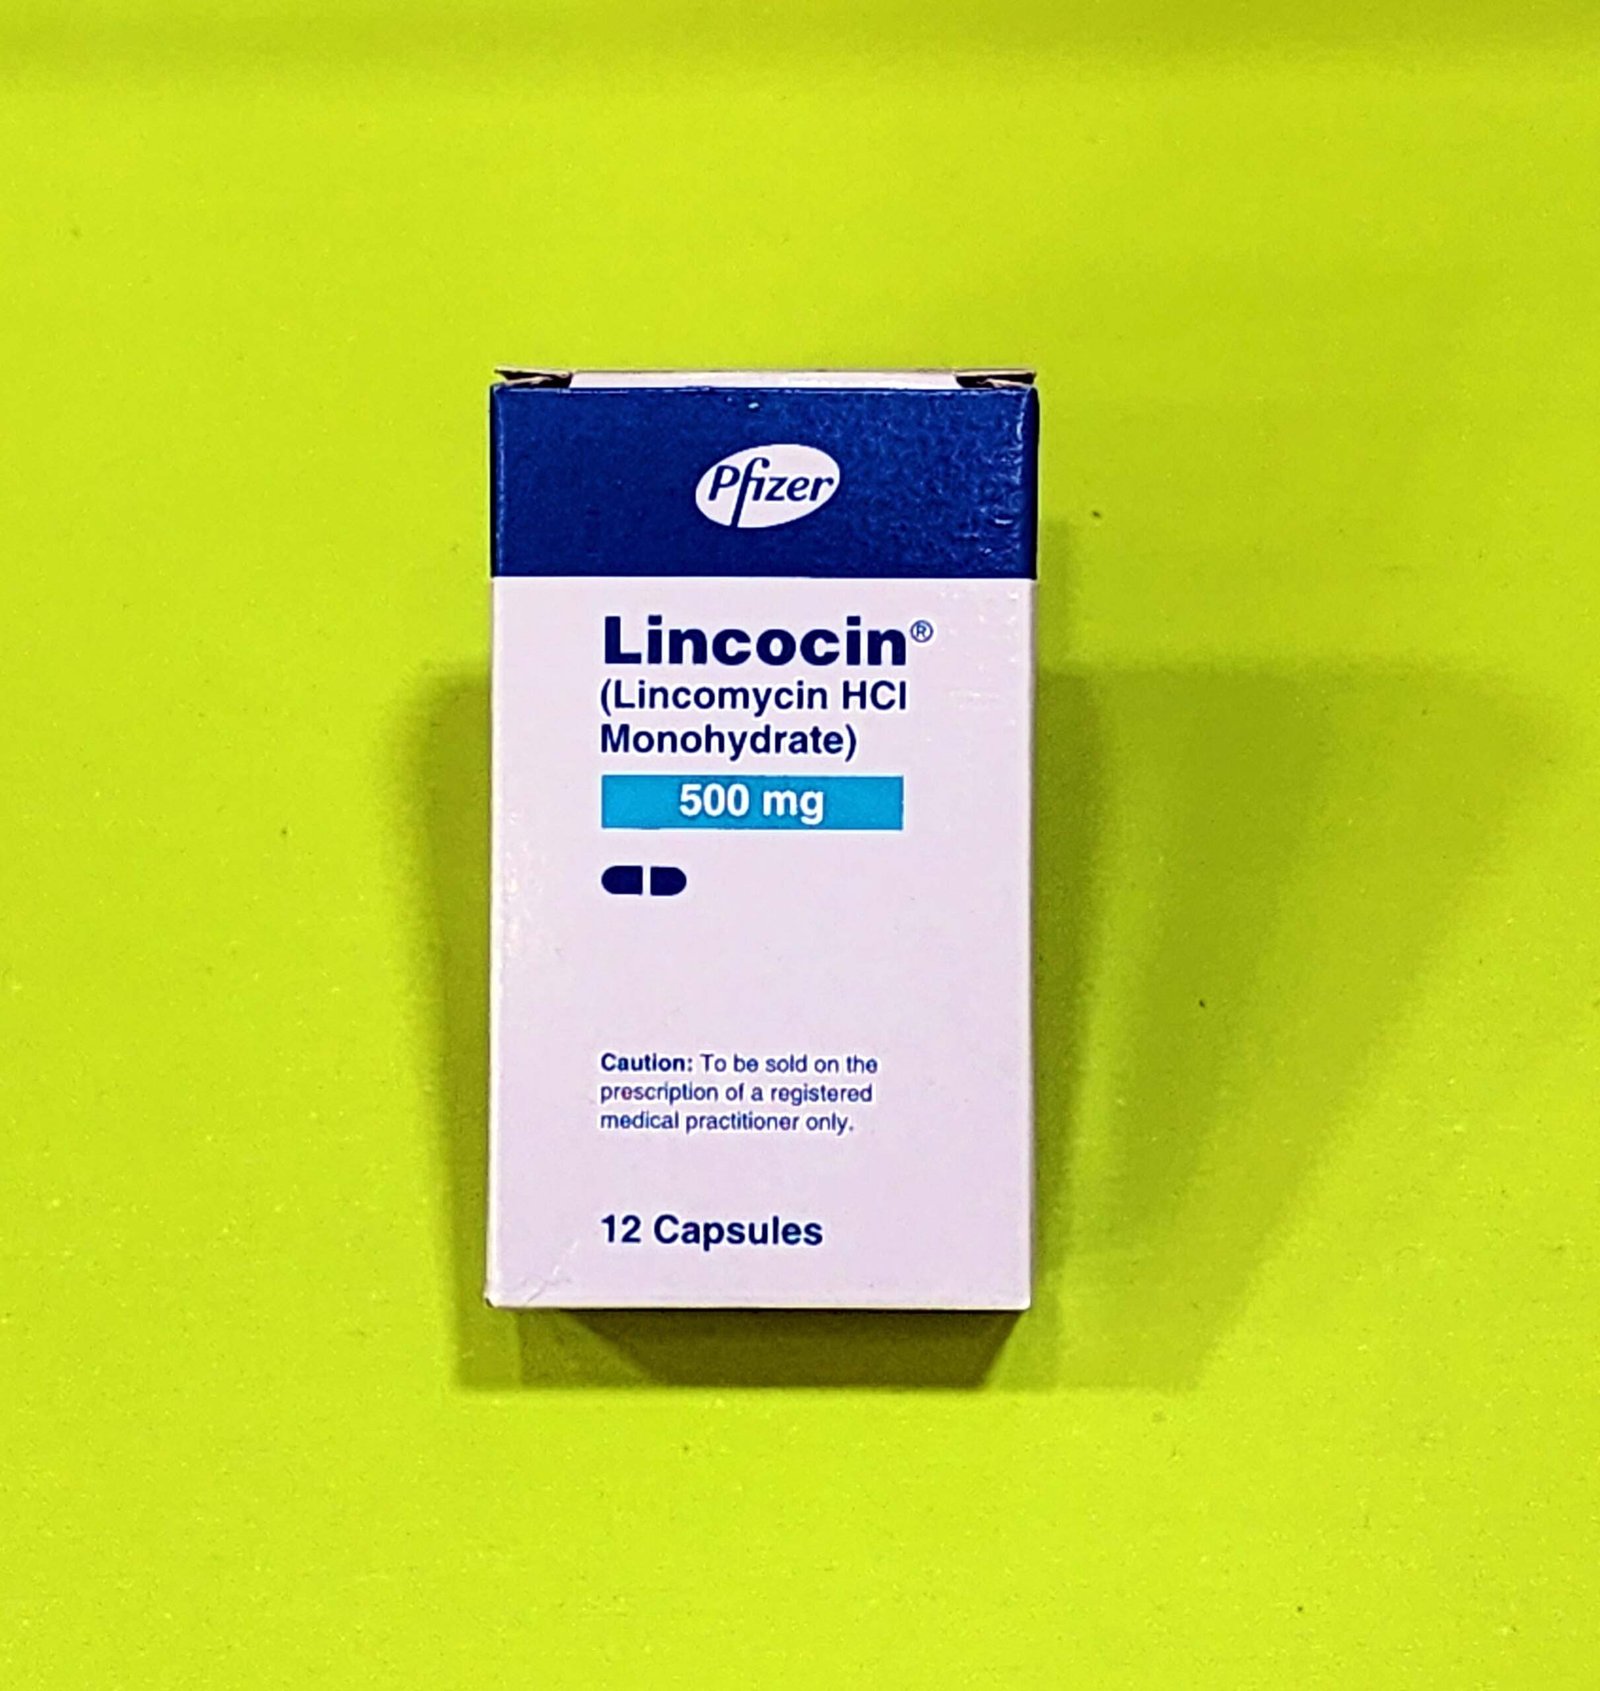 Pfizer
Lincocin®
(Lincomycin HCl
Monohydrate)
500 mg
Caution: To be sold on the
prescription of a registered
medical practitioner only.
12 Capsules